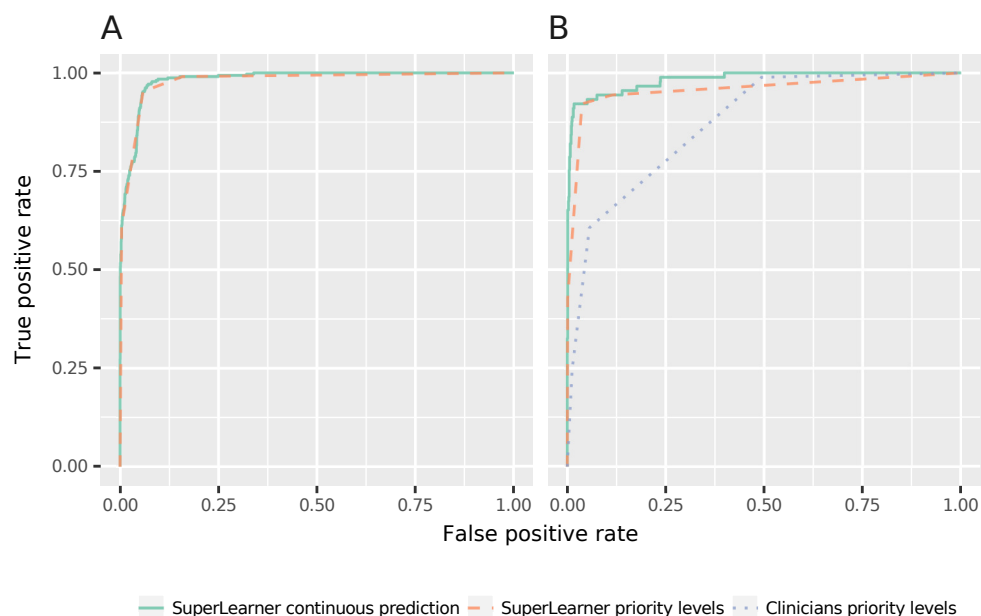 A B
1.00
0.75
0.50
0.25
0.00
True positive rate
0.00 0.25 0.50 0.75 1.00 0.00 0.25 0.50 0.75 1.00
False positive rate
SuperLearner continuous prediction SuperLearner priority levels Clinicians priority levels